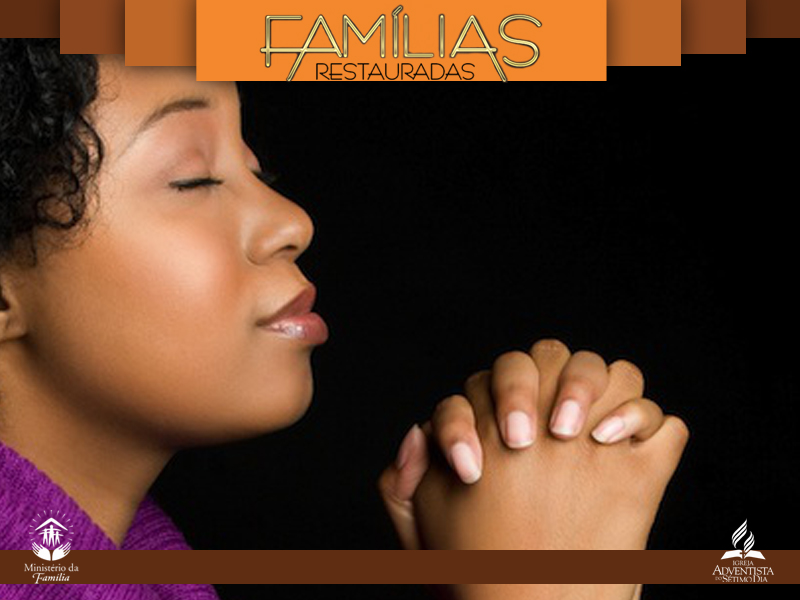 FAMÍLIAS
RESTAURADAS
Ministério da
Família
IGREJA
ADVENTISTA
DO SÉTIMO DIA